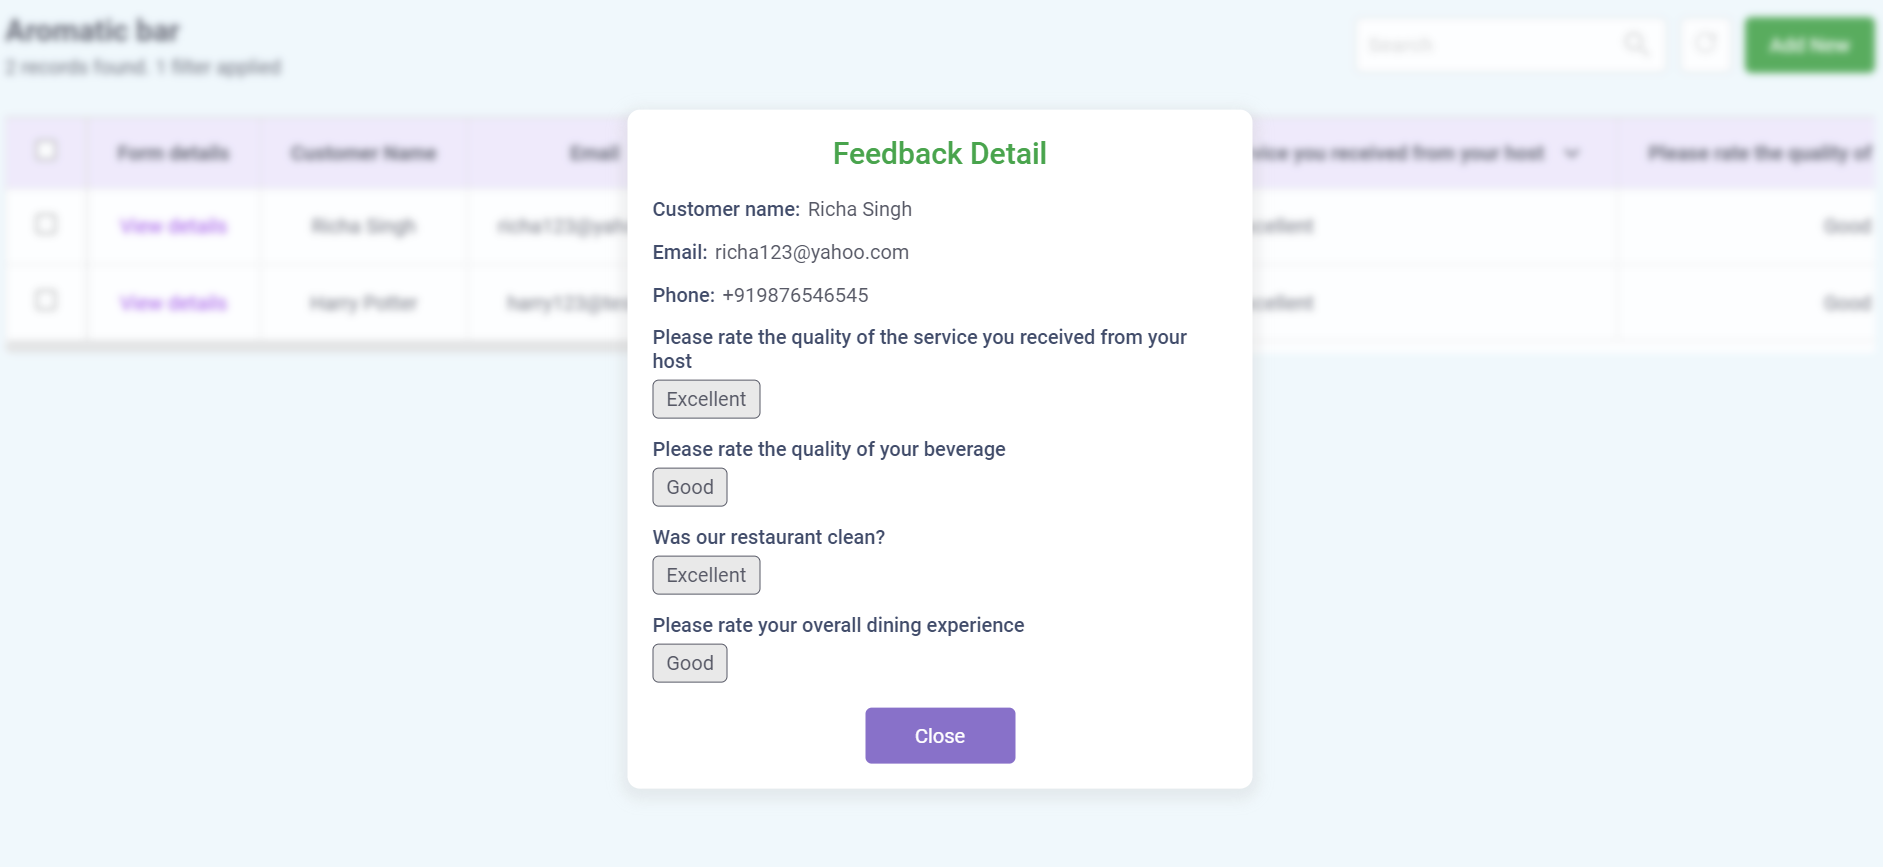 Aromatic bar
2 records found. 1 filter applied
Search
Add New
Form details
Customer Name
Email
vice you received from your host
Please rate the quality of
View details
Richa Singh
richa123@yah
cellent
Good
View details
Harry Potter
harry123@te
cellent
Good
Feedback Detail
Customer name: Richa Singh
Email: richa123@yahoo.com
Phone: +919876546545
Please rate the quality of the service you received from your
host
Excellent
Please rate the quality of your beverage
Good
Was our restaurant clean?
Excellent
Please rate your overall dining experience
Good
Close